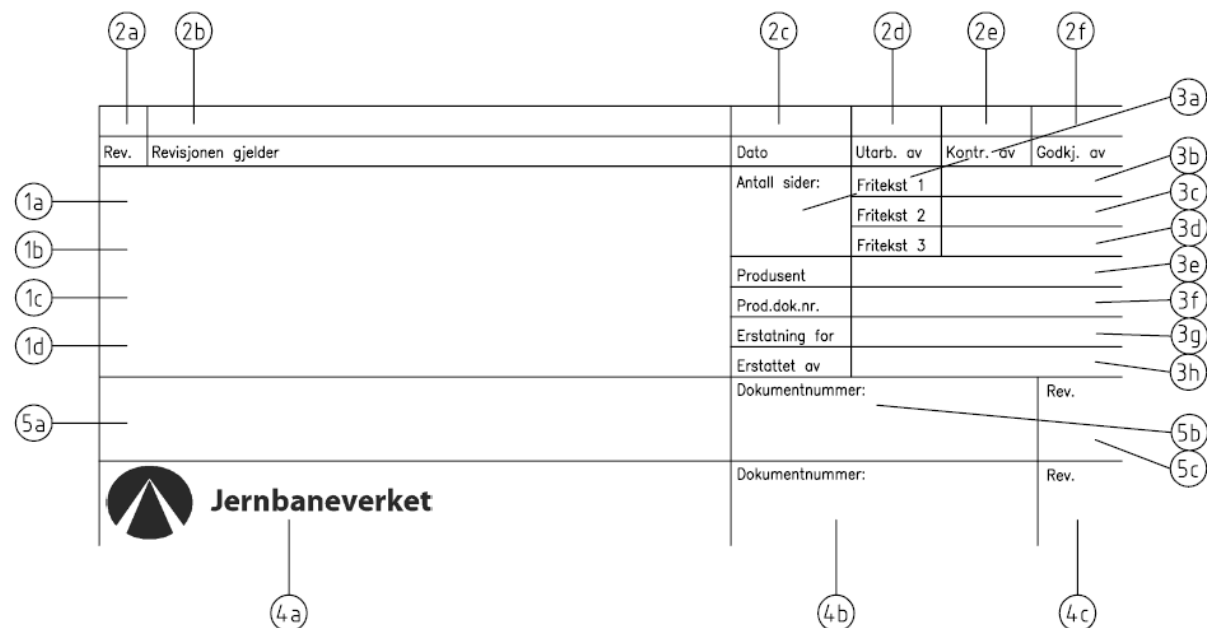 2a 2b 2c 2d 2e 2f
3a
Rev. Revisjonen gjelder Dato Utarb. av Kontr. av Godkj. av
3b
1a Antall sider: Fritekst 1
3c
Fritekst 2
3d
1b Fritekst 3
Produsent 3e
1c Prod.dok.nr. 3f
Erstatning for 3g
1d Erstattet av 3h
Dokumentnummer: Rev.
5a 5b
5c
Jernbaneverket Dokumentnummer: Rev.
4a 4b 4c